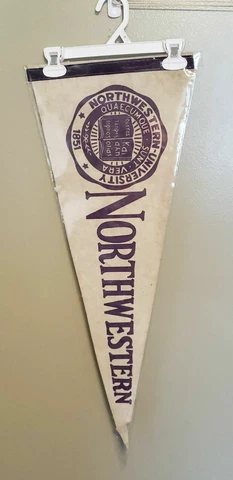 NORTHWESTERN·UNIVERSITY
1851
QUAECUMQUE SUNT VERA
NORTHWESTERN